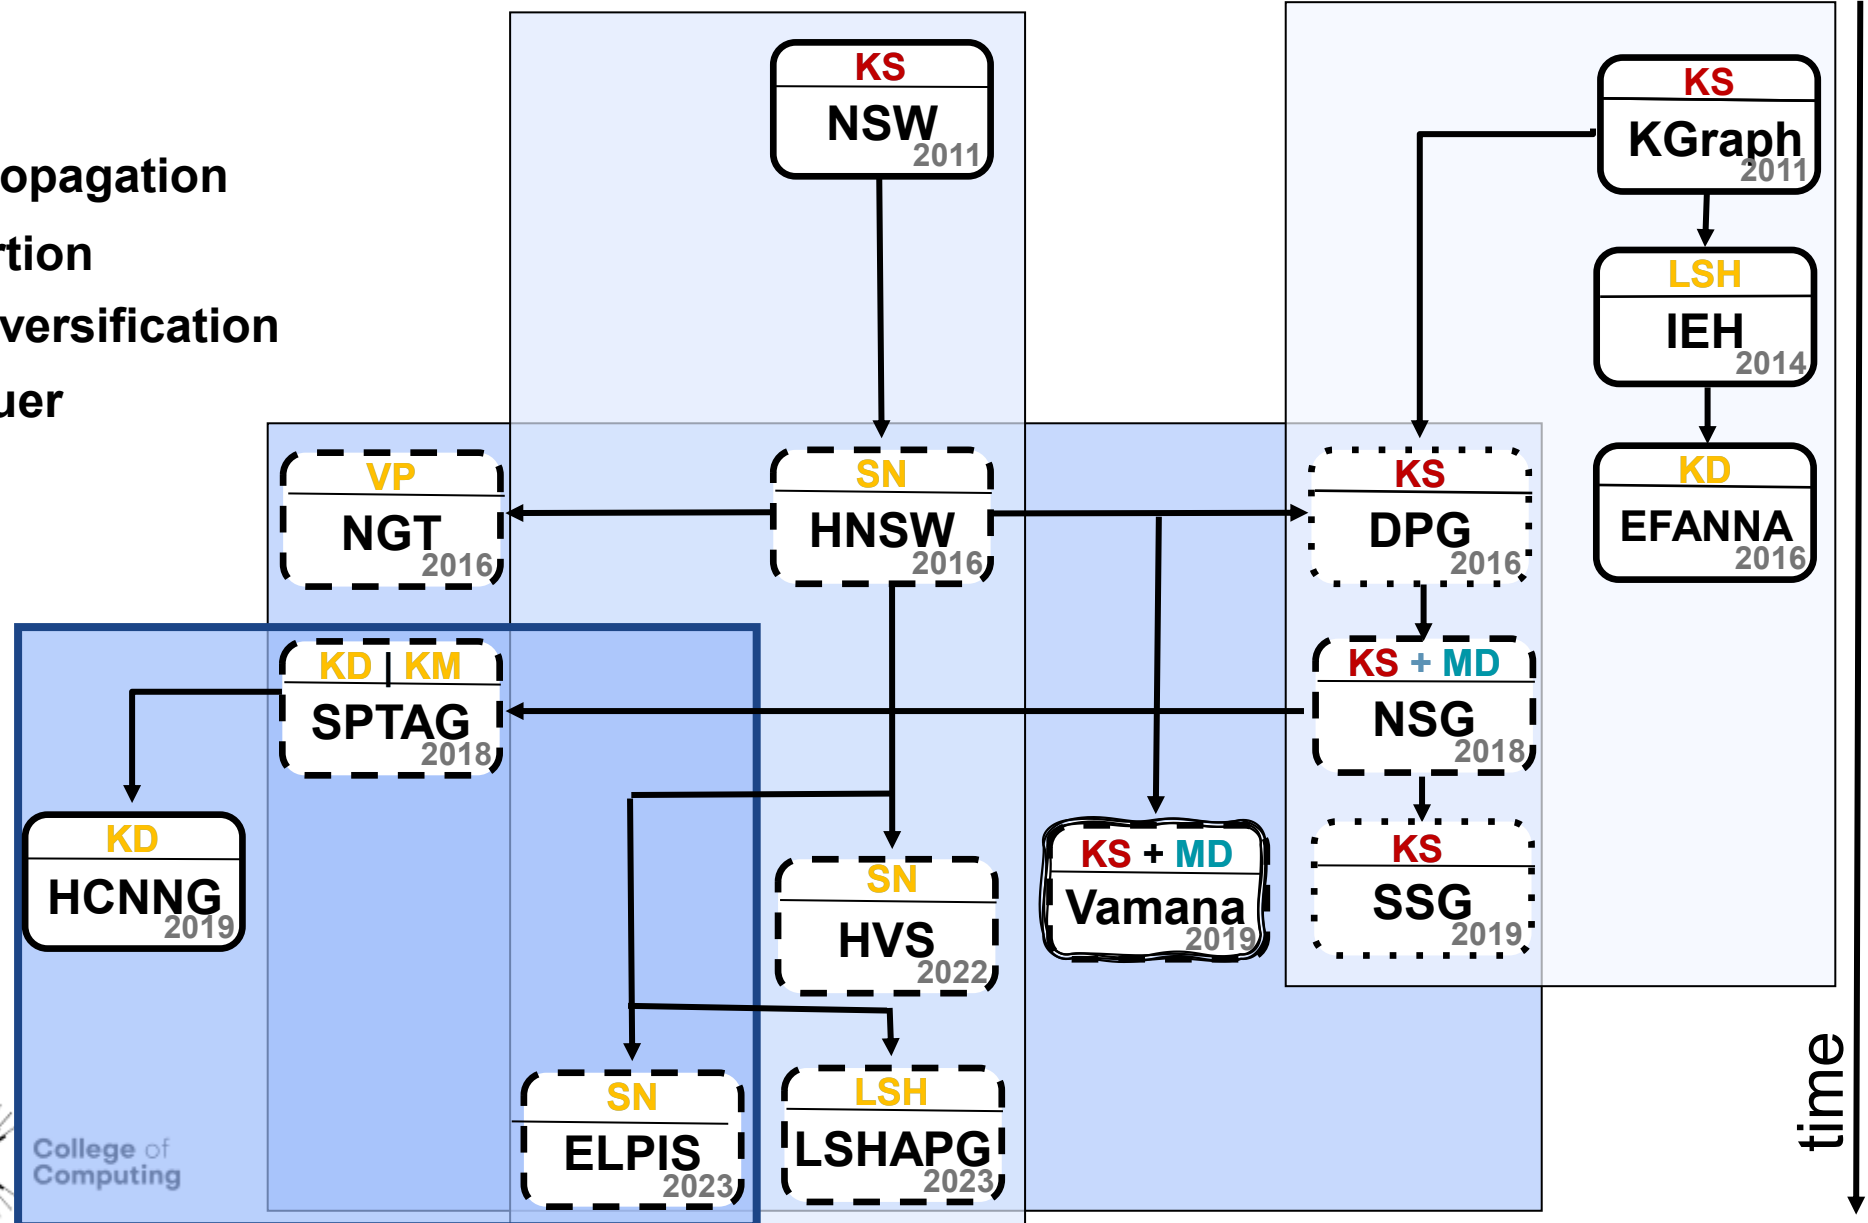 KS
NSW
2011
KS
KGraph
2011
opagation
rtion
versification
uer
LSH
IEH
2014
VP
NGT
2016
SN
HNSW
2016
KS
DPG
2016
KD
EFANNA
2016
KD | KM
SPTAG
2018
KS + MD
NSG
2018
KD
HCNNG
2019
SN
HVS
2022
KS + MD
Vamana
2019
KS
SSG
2019
SN
ELPIS
2023
LSH
LSHAPG
2023
time
College of
Computing